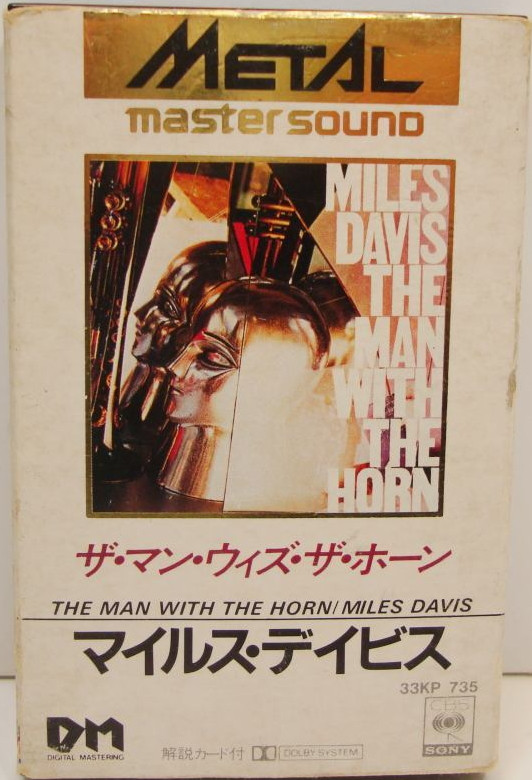 METAL
master sound
MILES
DAVIS
THE
MAN
WITH
THE
HORN
ザ・マン・ウィズ・ザ・ホーン
THE MAN WITH THE HORN/MILES DAVIS
マイルス・デイビス
33KP 735
CBS
SONY
DM
DIGITAL MASTERING
解説カード付 DOLBY SYSTEM